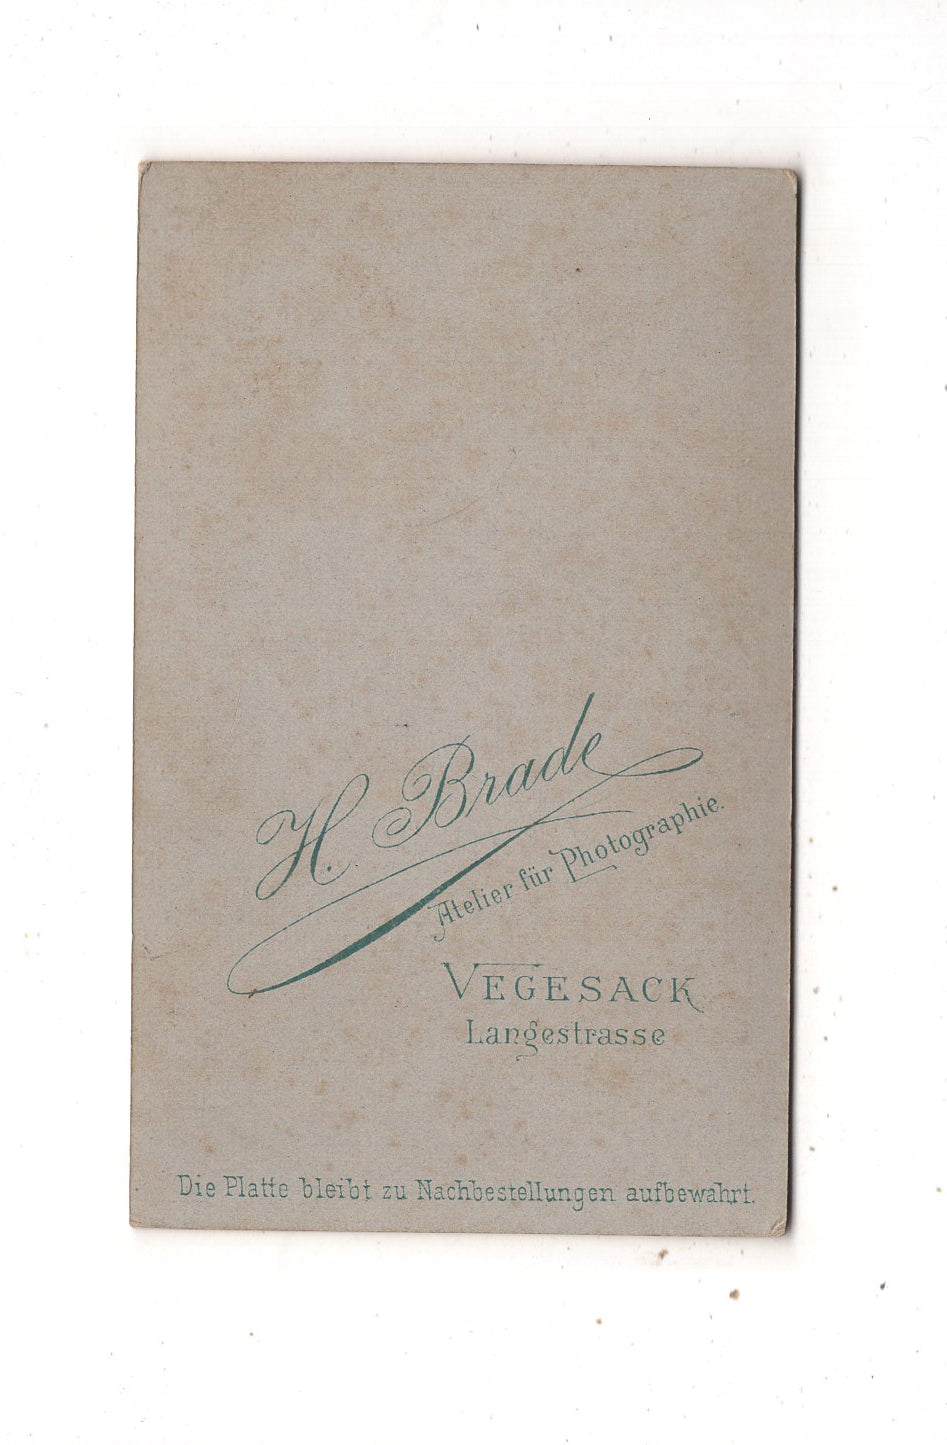 H. Brade
Atelier für Photographie.
VEGESACK
Langestrasse
Die Platte bleibt zu Nachbestellungen aufbewahrt.